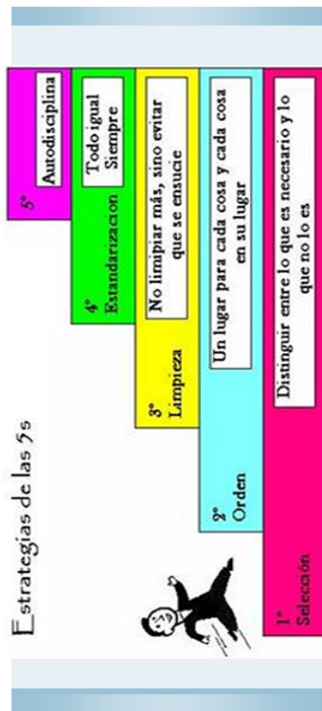 Estrategias de las 5s
5°
Autodisciplina
4°
Estandarizacion
Todo igual
Siempre
3°
Limpieza
No limipiar más, sino evitar
que se ensucie
2°
Orden
Un lugar para cada cosa y cada cosa
en su lugar
1°
Selección
Distinguir entre lo que es necesario y lo
que no lo es